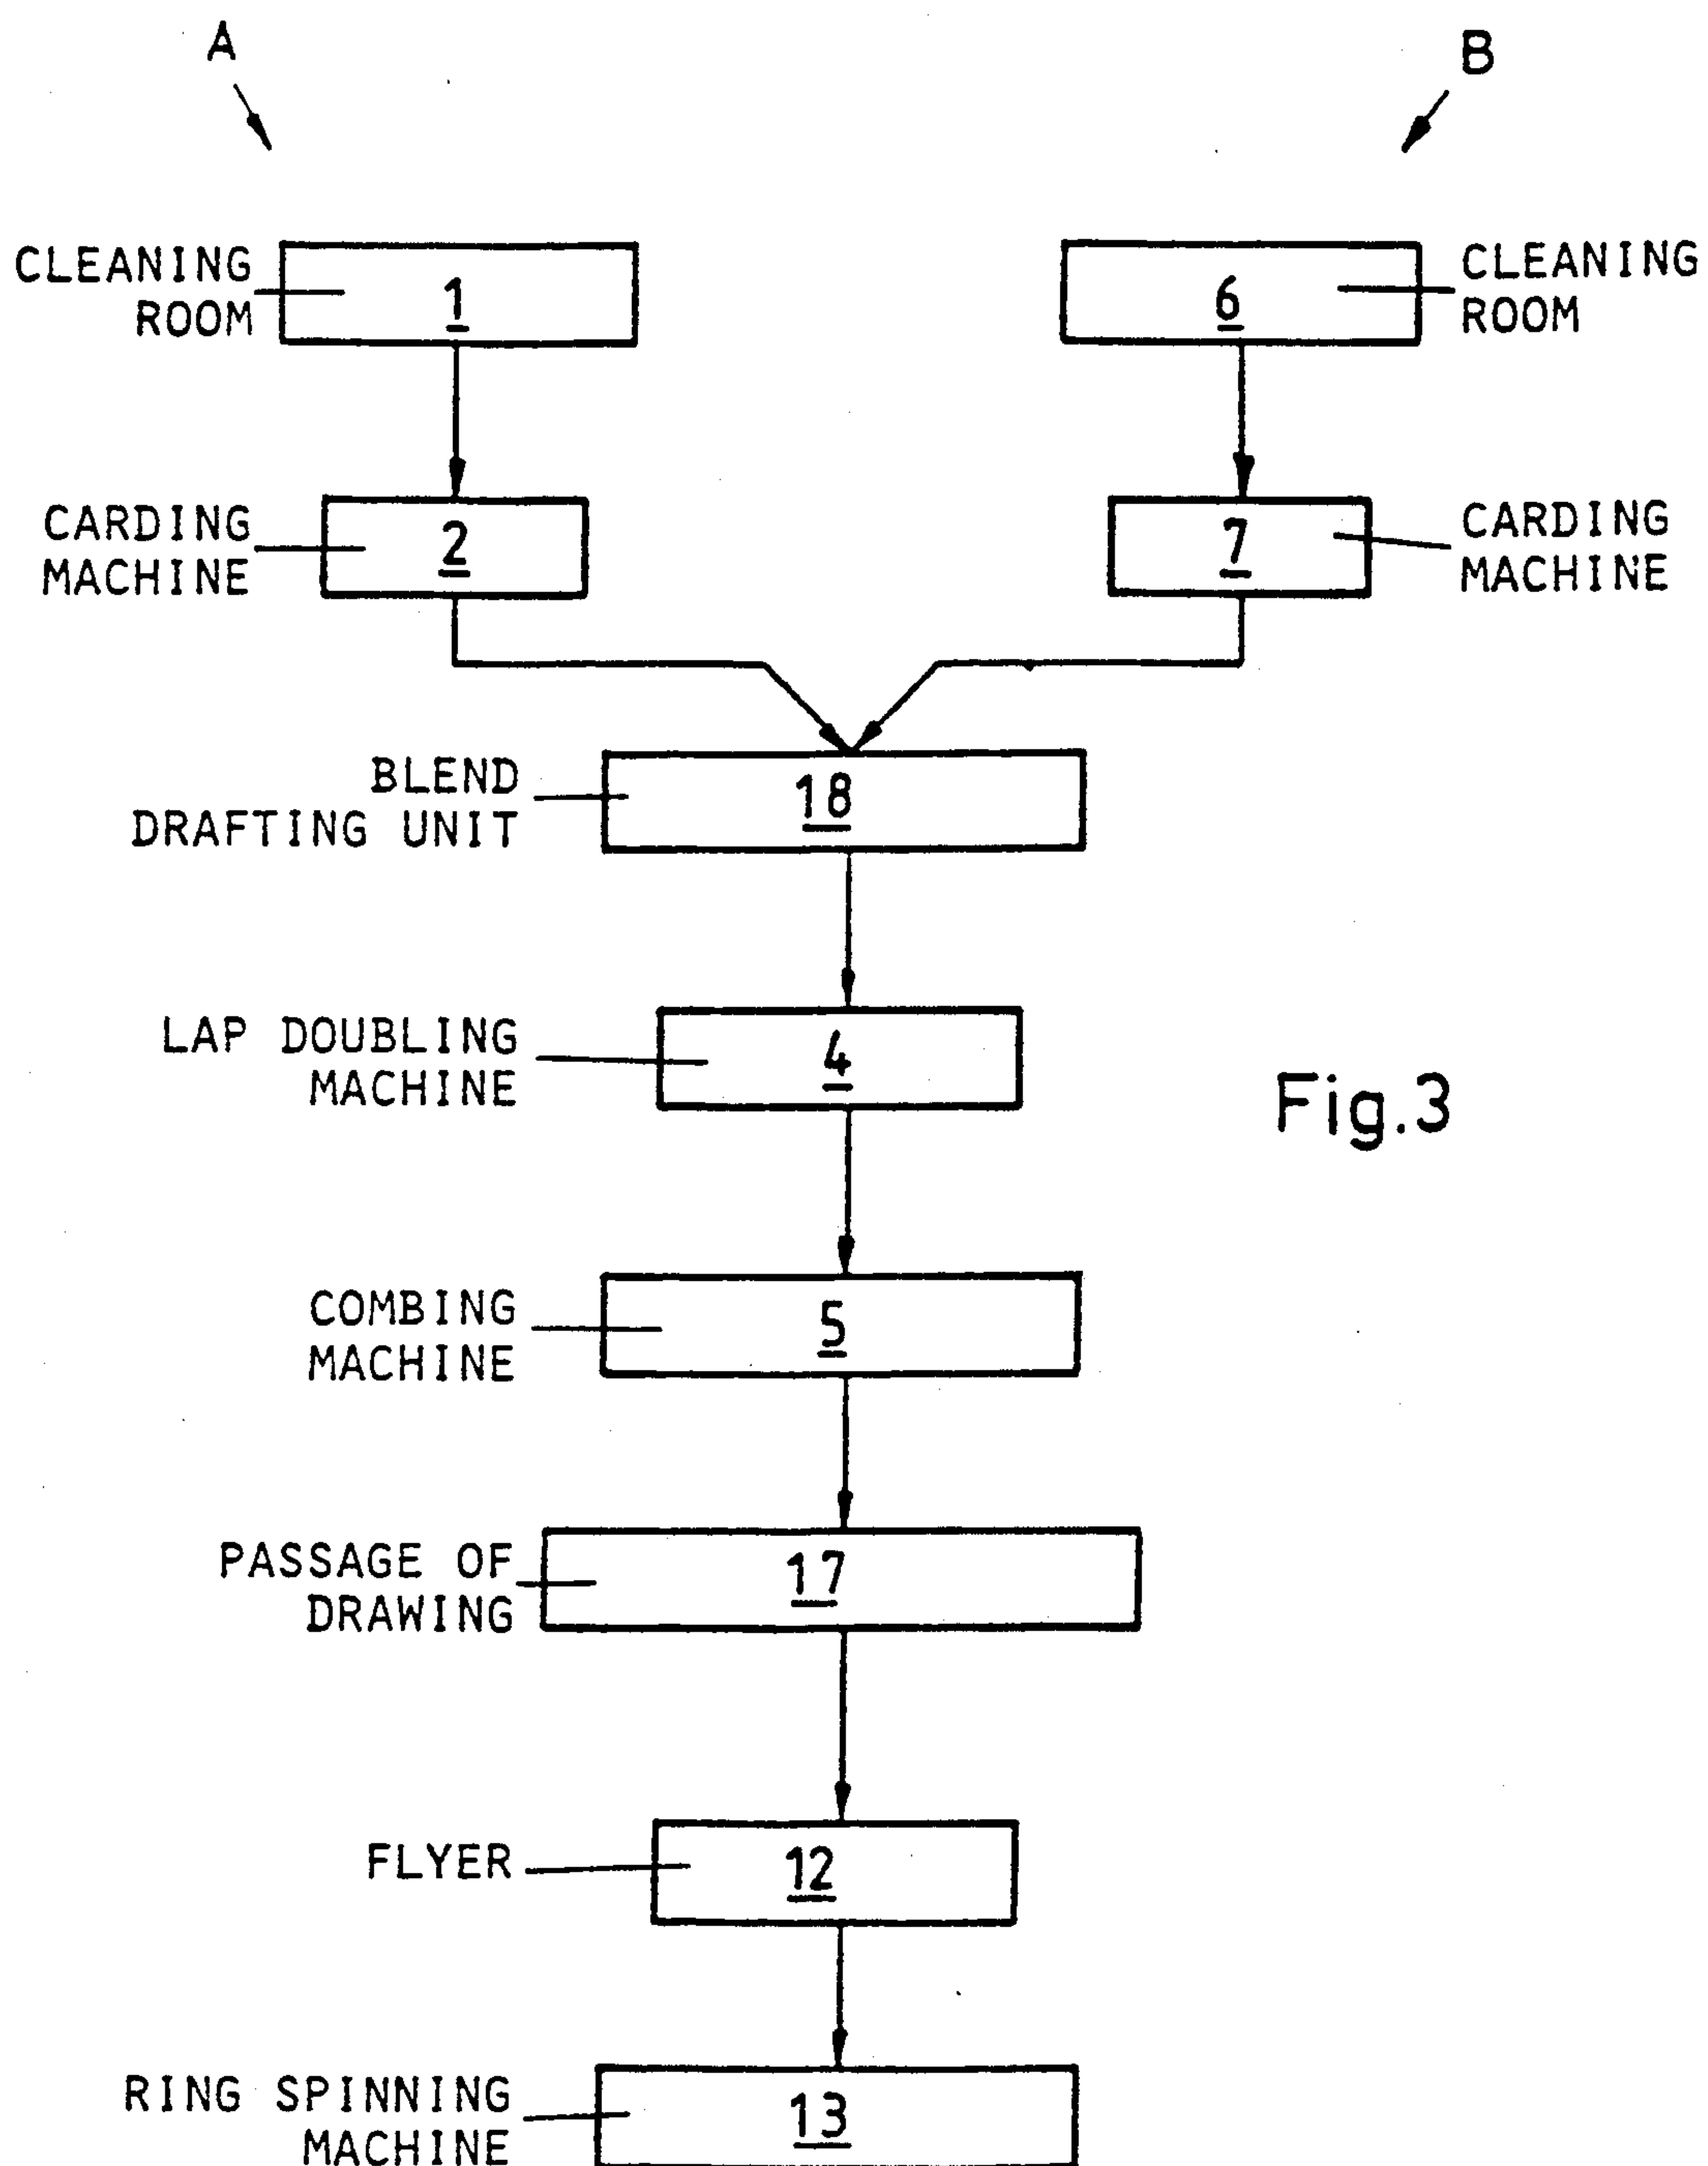 A
B
CLEANING
ROOM
1
6
CLEANING
ROOM
CARDING
MACHINE
2
7
CARDING
MACHINE
BLEND
DRAFTING UNIT
18
LAP DOUBLING
MACHINE
4
Fig.3
COMBING
MACHINE
5
PASSAGE OF
DRAWING
17
FLYER
12
RING SPINNING
MACHINE
13